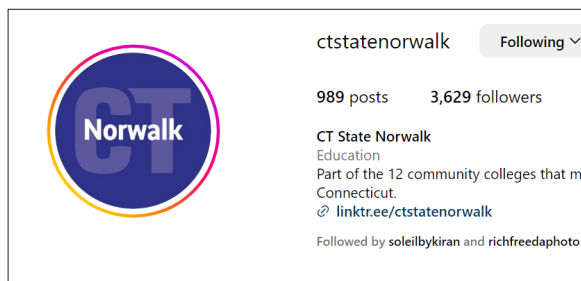 ctstatenorwalk Following
CT
Norwalk
989 posts 3,629 followers
CT State Norwalk
Education
Part of the 12 community colleges that
Connecticut.
linktr.ee/ctstatenorwalk
Followed by soleilbykiran and richfreedaphoto